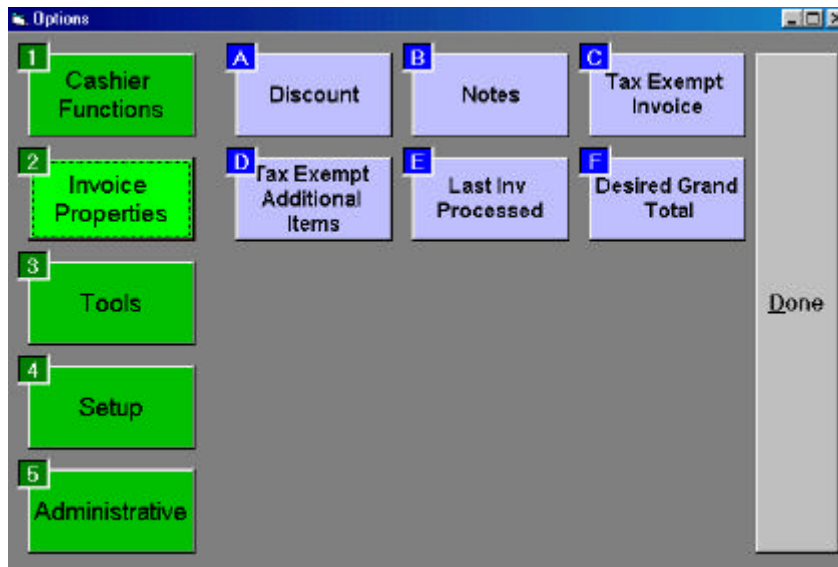 Options
1
Cashier
Functions
A
Discount
B
Notes
C
Tax Exempt
Invoice
2
Invoice
Properties
D
Tax Exempt
Additional
Items
E
Last Inv
Processed
F
Desired Grand
Total
3
Tools
Done
4
Setup
5
Administrative